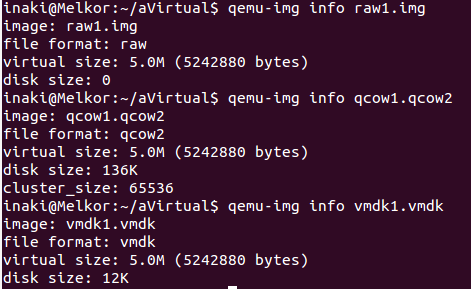 inaki@Melkor:~/aVirtual$ qemu-img info raw1.img
image: raw1.img
file format: raw
virtual size: 5.0M (5242880 bytes)
disk size: 0
inaki@Melkor:~/aVirtual$ qemu-img info qcow1.qcow2
image: qcow1.qcow2
file format: qcow2
virtual size: 5.0M (5242880 bytes)
disk size: 136K
cluster_size: 65536
inaki@Melkor:~/aVirtual$ qemu-img info vmdk1.vmdk
image: vmdk1.vmdk
file format: vmdk
virtual size: 5.0M (5242880 bytes)
disk size: 12K